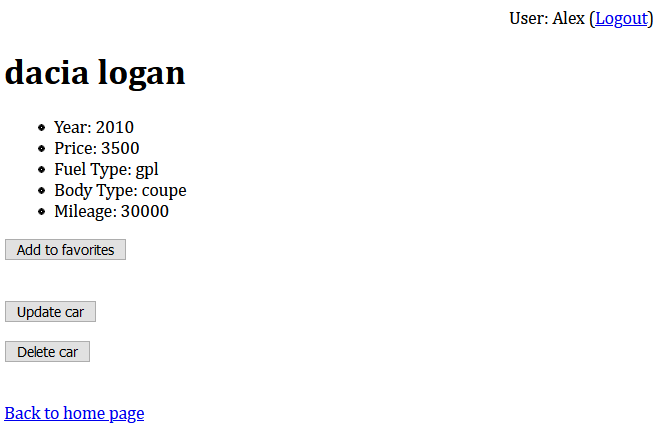 User: Alex (Logout)
dacia logan
Year: 2010
Price: 3500
Fuel Type: gpl
Body Type: coupe
Mileage: 30000
Add to favorites
Update car
Delete car
Back to home page